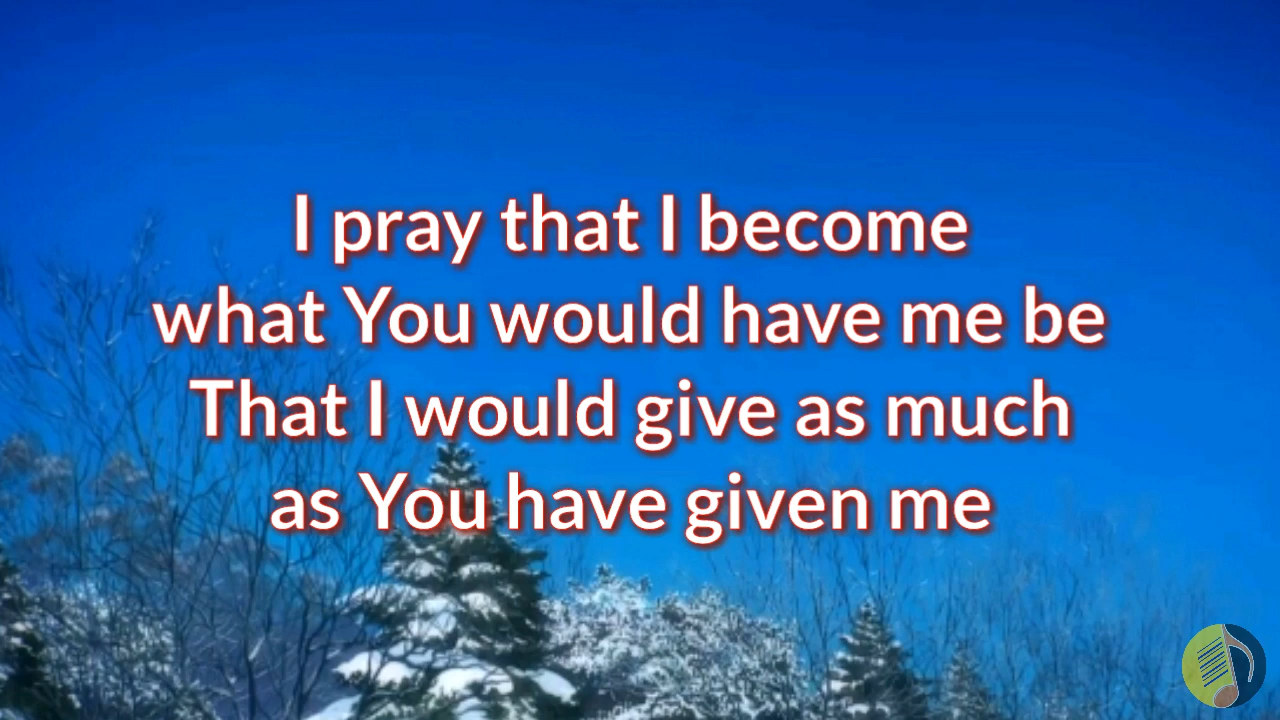 I pray that I become
what You would have me be
That I would give as much
as You have given me